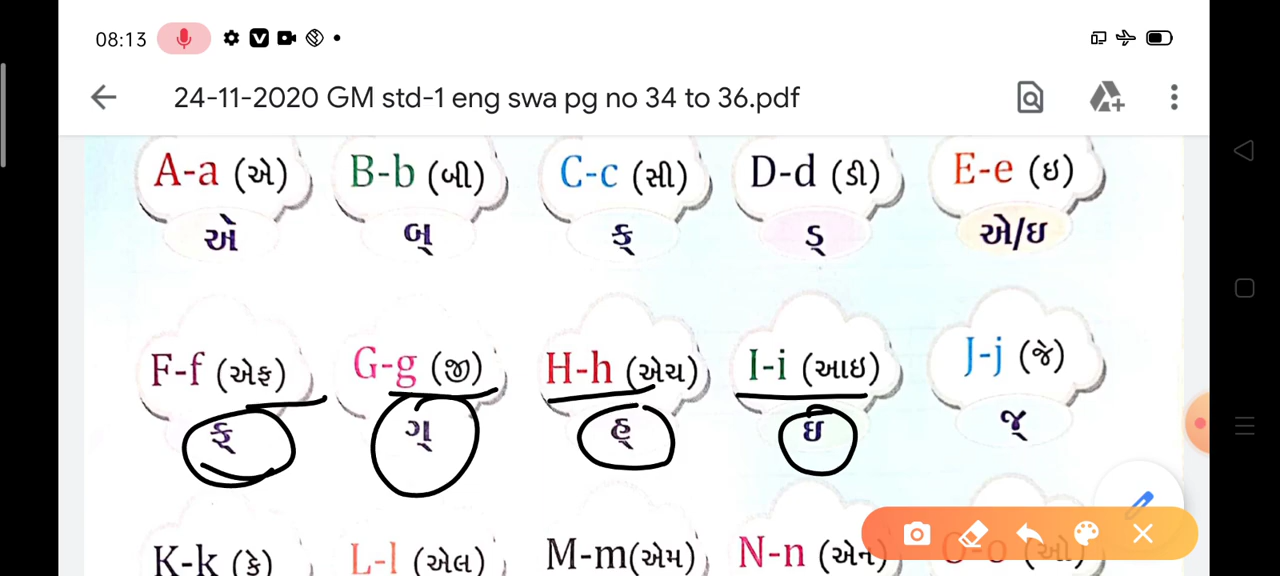 08:13
24-11-2020 GM std-1 eng swa pg no 34 to 36.pdf
A-a (એ) B-b (બી) C-c (સી) D-d (ડી) E-e (ઇ)
ઍ બ્ ક્ ડ્ એ/ઇ
F-f (એફ) G-g (જી) H-h (એચ) I-i (આઇ) J-j (જે)
ફ્ ગ્ હ્ ઇ જ્
K-k (કે) L-l (એલ) M-m(એમ) N-n (એન) O-o (ઓ)